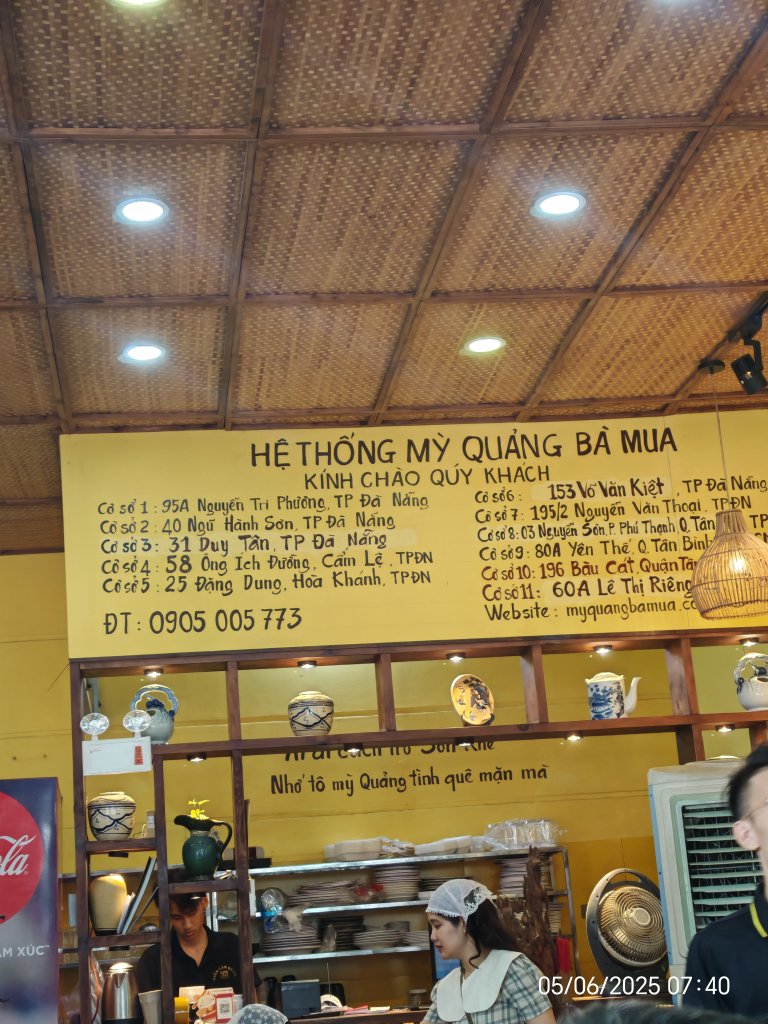 HỆ THỐNG MỲ QUẢNG BÀ MUA
KÍNH CHÀO QÚY KHÁCH
Cơ sở 1 : 95A Nguyễn Tri Phương, TP Đà Nẵng
Cơ sở 2 : 40 Ngũ Hành Sơn, TP Đà Nẵng
Cơ sở 3 : 31 Duy Tân, TP Đà Nẵng
Cơ sở 4 : 58 Ông Ích Đường, Cẩm Lệ, TPĐN
Cơ sở 5 : 25 Đặng Dung, Hòa Khánh, TPĐN
ĐT : 0905 005 773
Cơ sở 6 : 153 Võ Văn Kiệt, TP Đà Nẵng
Cơ sở 7 : 195/2 Nguyễn Văn Thoại, TPĐN
Cơ sở 8 : 03 Nguyễn Sơn, P. Phú Thạnh Q. Tân
Cơ sở 9 : 80A Yên Thế, Q. Tân Bình
Cơ sở 10: 196 Bàu Cát, Quận Tân
Cơ sở 11 : 60A Lê Thị Riêng
Website : myquangbamua.co
Nhớ tô mỳ Quảng tình quê mặn mà
05/06/2025 07:40